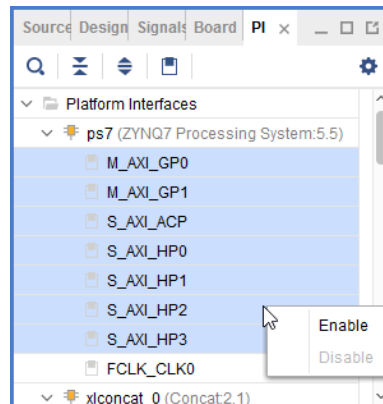 Source Design Signals Board PI
Platform Interfaces
ps7 (ZYNQ7 Processing System:5.5)
M_AXI_GP0
M_AXI_GP1
S_AXI_ACP
S_AXI_HP0
S_AXI_HP1
S_AXI_HP2
S_AXI_HP3
Enable
Disable
FCLK_CLK0
xlconcat_0 (Concat:2.1)